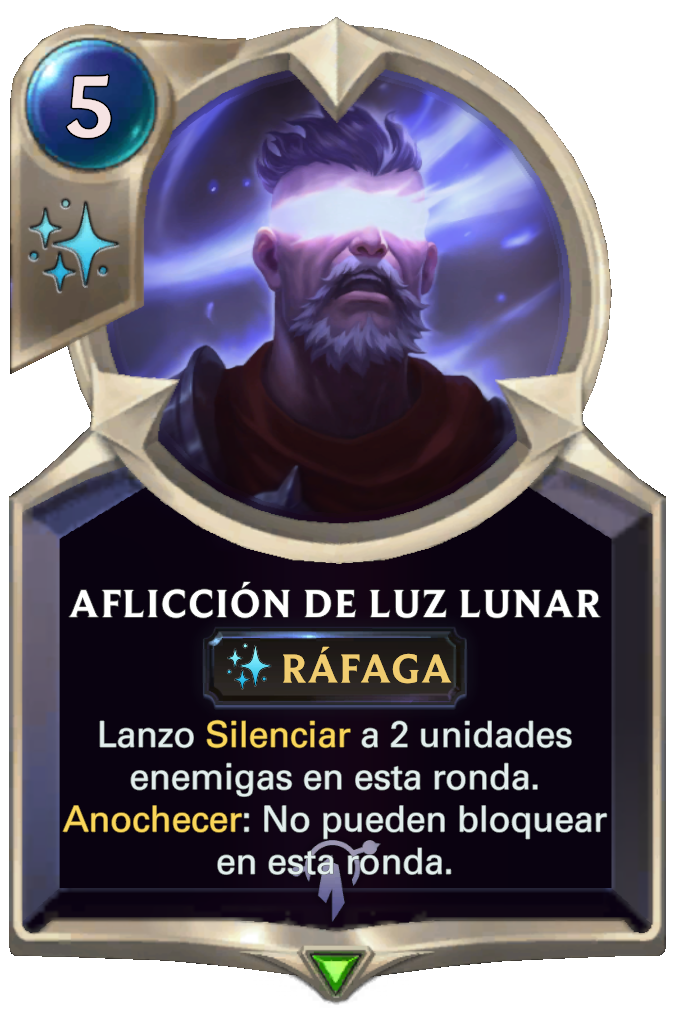 5
AFLICCIÓN DE LUZ LUNAR
RÁFAGA
Lanzo Silenciar a 2 unidades
enemigas en esta ronda.
Anochecer: No pueden bloquear
en esta ronda.